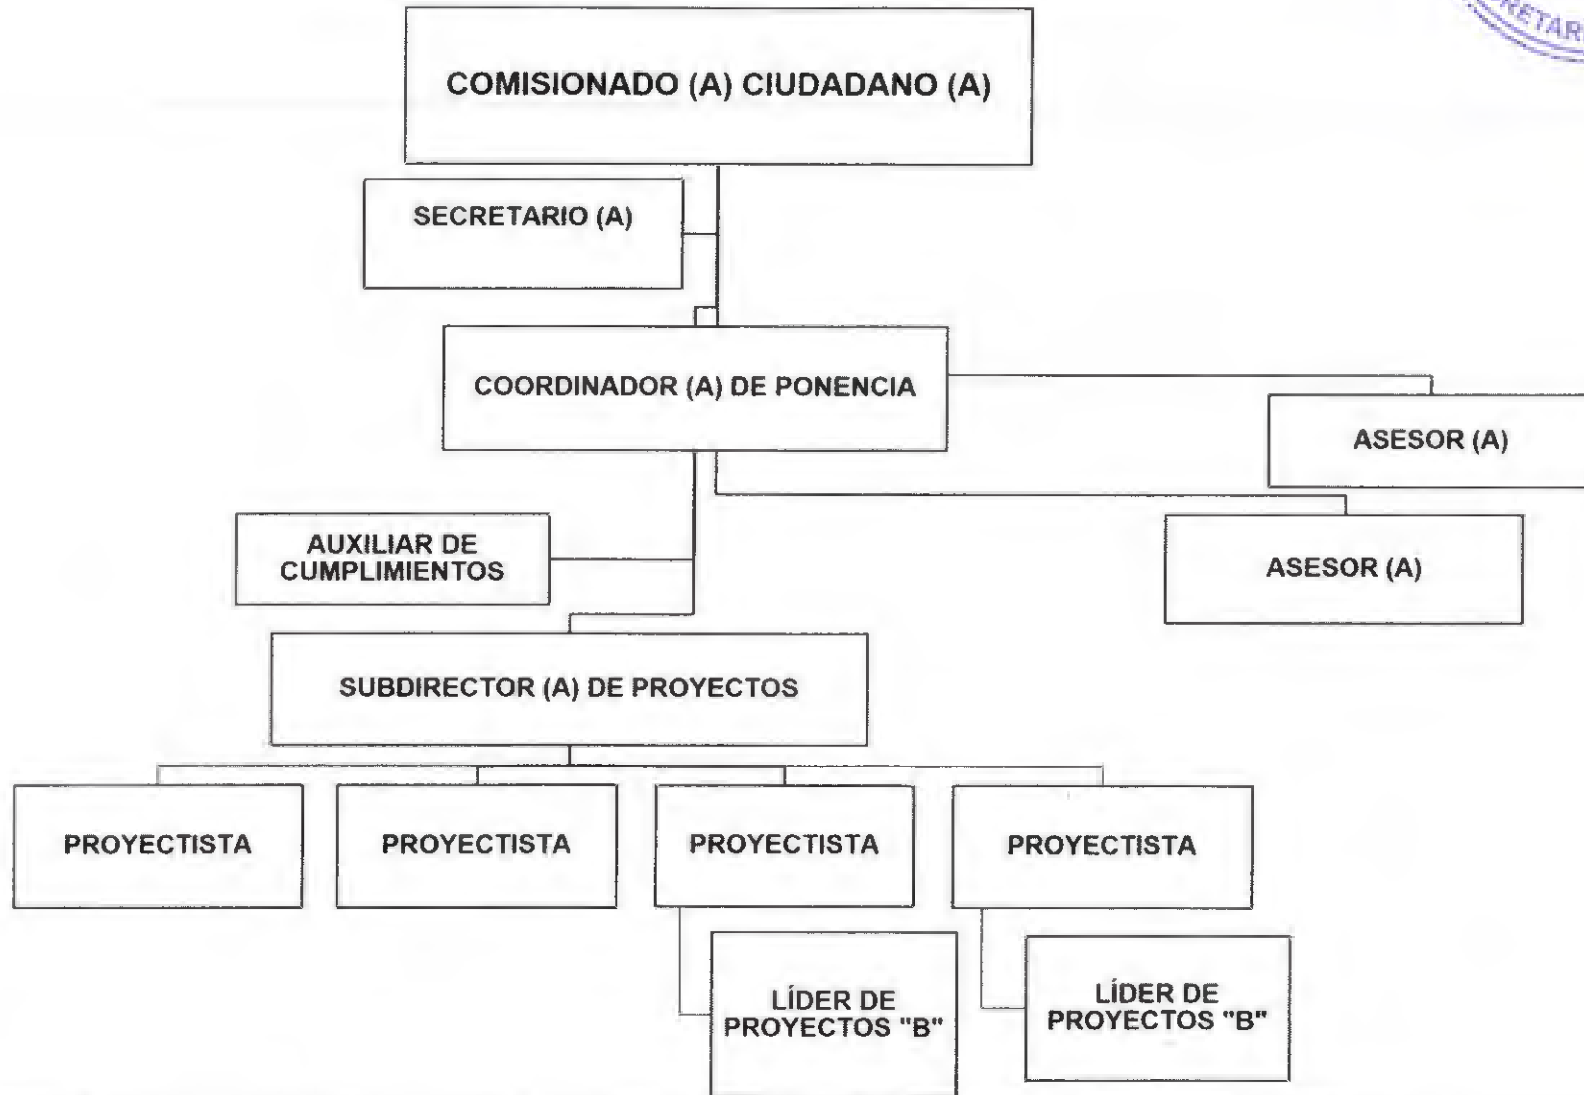 COMISIONADO (A) CIUDADANO (A)
SECRETARIO (A)
COORDINADOR (A) DE PONENCIA
ASESOR (A)
ASESOR (A)
AUXILIAR DE
CUMPLIMIENTOS
SUBDIRECTOR (A) DE PROYECTOS
PROYECTISTA
PROYECTISTA
PROYECTISTA
PROYECTISTA
LÍDER DE
PROYECTOS "B"
LÍDER DE
PROYECTOS "B"